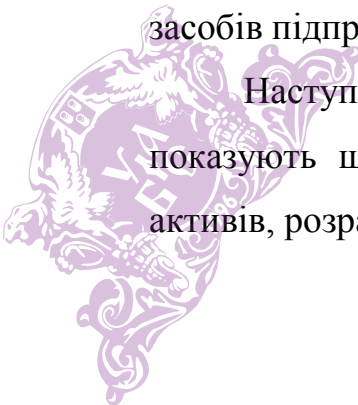 засобів підпр
Наступ
показують ш
активів, розра